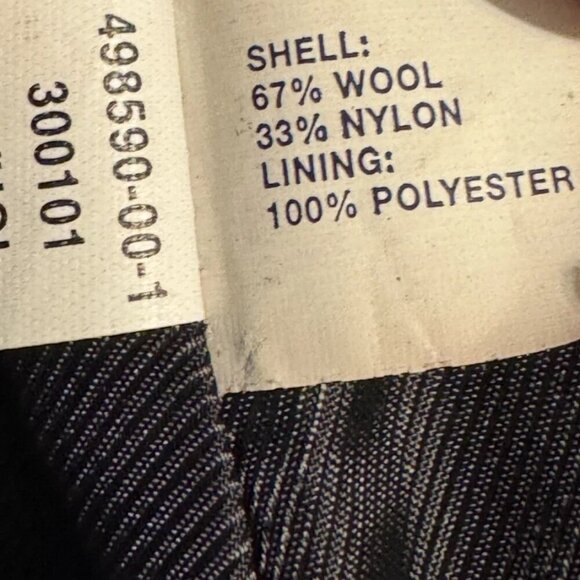 498590-00-1
300101
SHELL:
67% WOOL
33% NYLON
LINING:
100% POLYESTER